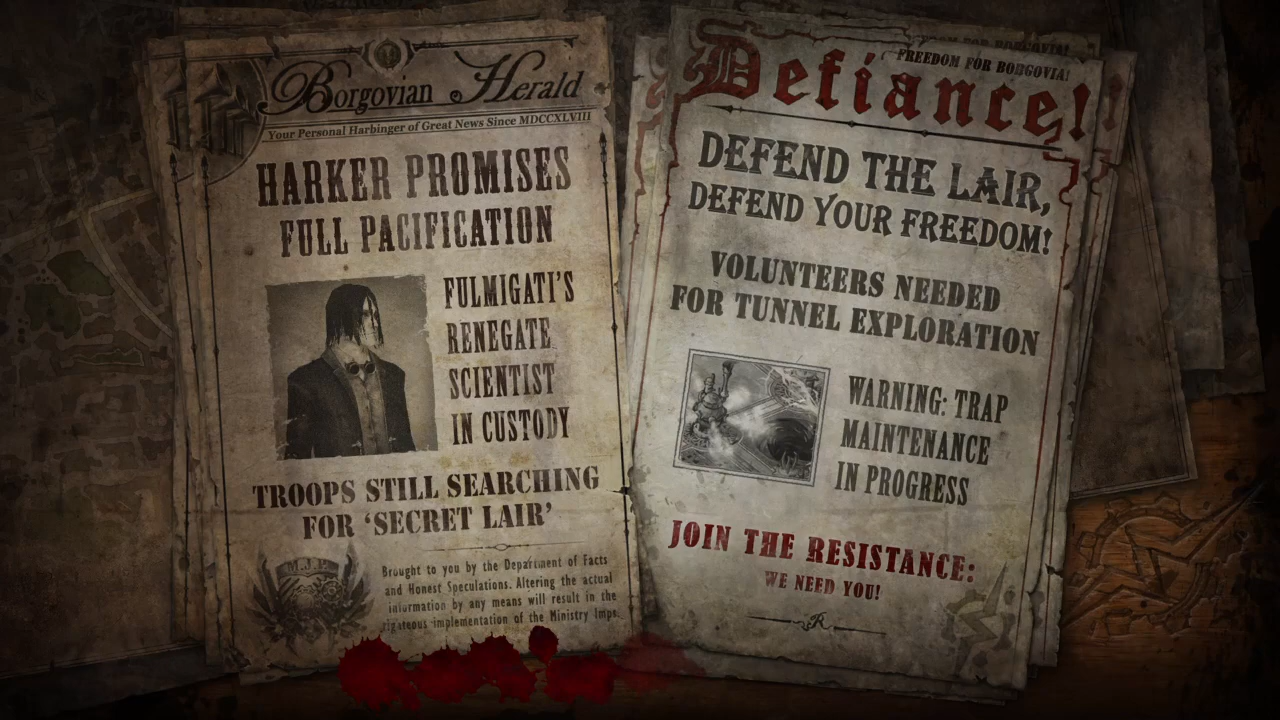 Borgovian Herald
Your Personal Harbinger of Great News Since MDCCXLVIII
HARKER PROMISES
FULL PACIFICATION
FULMIGATI'S
RENEGATE
SCIENTIST
IN CUSTODY
TROOPS STILL SEARCHING
FOR 'SECRET LAIR'
M.J.F.
Brought to you by the Department of Facts
and Honest Speculations. Altering the actual
information by any means will result in the
rigateous implementation of the Ministry Imps.
FREEDOM FOR BORGOVIA!
FREEDOM FOR BORGOVIA!
Defiance!
DEFEND THE LAIR,
DEFEND YOUR FREEDOM!
VOLUNTEERS NEEDED
FOR TUNNEL EXPLORATION
WARNING: TRAP
MAINTENANCE
IN PROGRESS
JOIN THE RESISTANCE:
WE NEED YOU!
R